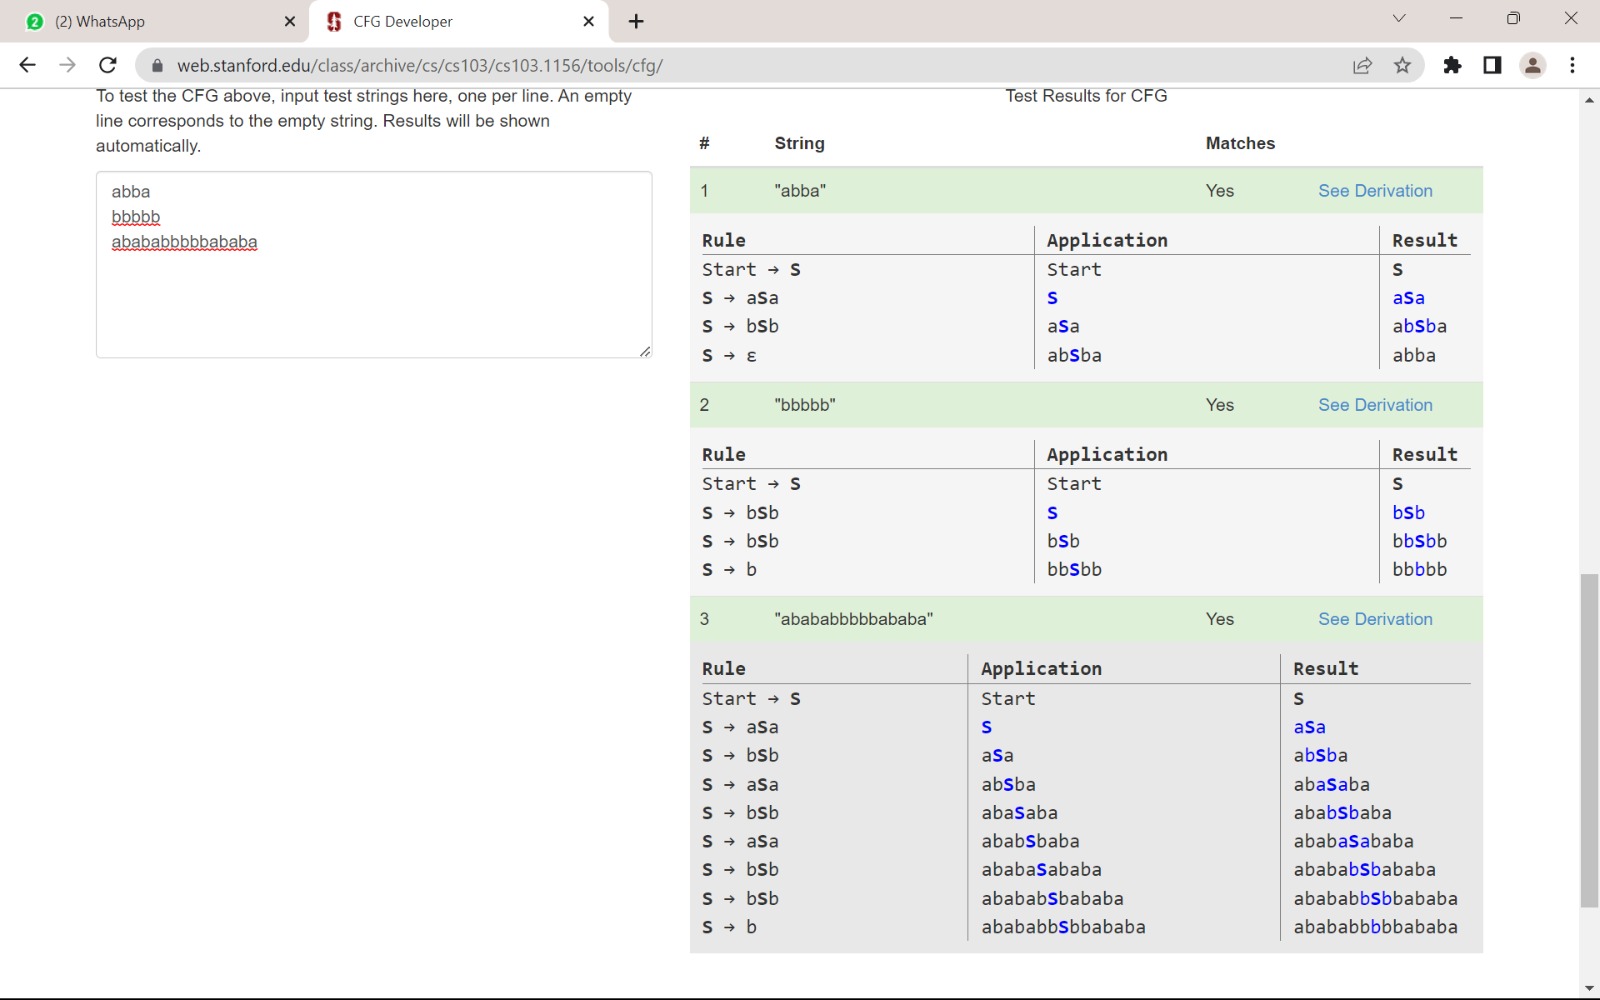 2 (2) WhatsApp
S CFG Developer
web.stanford.edu/class/archive/cs/cs103/cs103.1156/tools/cfg/
To test the CFG above, input test strings here, one per line. An empty
line corresponds to the empty string. Results will be shown
automatically.
abba
bbbbb
abababbbbbababa
Test Results for CFG
# String Matches
1 "abba" Yes See Derivation
Rule Application Result
Start → S Start S
S → aSa S aSa
S → bSb aSa abSba
S → ε abSba abba
2 "bbbbb" Yes See Derivation
Rule Application Result
Start → S Start S
S → bSb S bSb
S → bSb bSb bbSbb
S → b bbSbb bbbbb
3 "abababbbbbababa" Yes See Derivation
Rule Application Result
Start → S Start S
S → aSa S aSa
S → bSb aSa abSba
S → aSa abSba abaSaba
S → bSb abaSaba ababSbaba
S → aSa ababSbaba ababaSababa
S → bSb ababaSababa abababSbababa
S → bSb abababSbababa abababbSbbababa
S → b abababbSbbababa abababbbbbababa